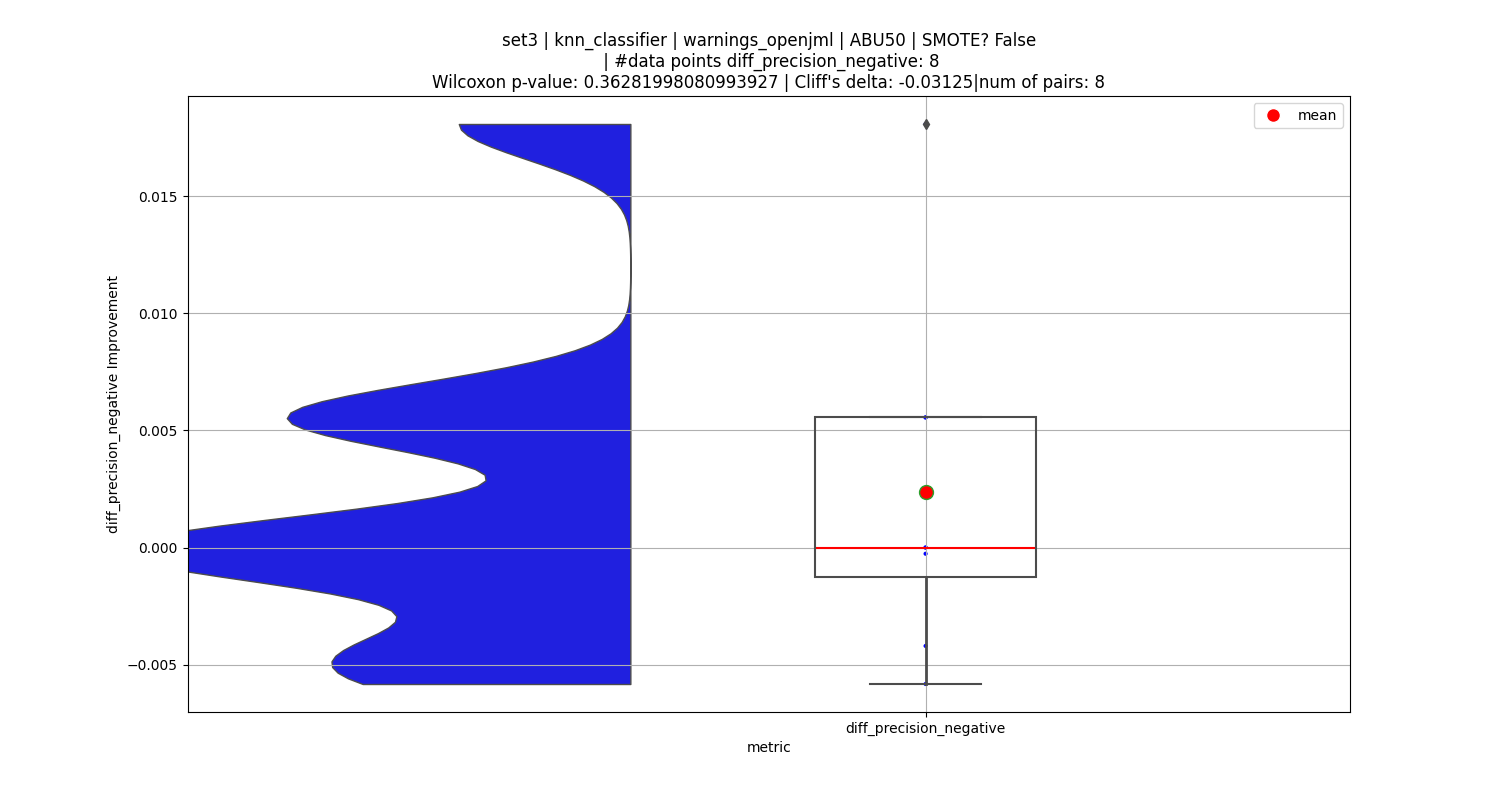 set3 | knn_classifier | warnings_openjml | ABU50 | SMOTE? False
| #data points diff_precision_negative: 8
Wilcoxon p-value: 0.36281998080993927 | Cliff's delta: -0.03125|num of pairs: 8
mean
0.015
0.010
0.005
0.000
−0.005
diff_precision_negative Improvement
diff_precision_negative
metric